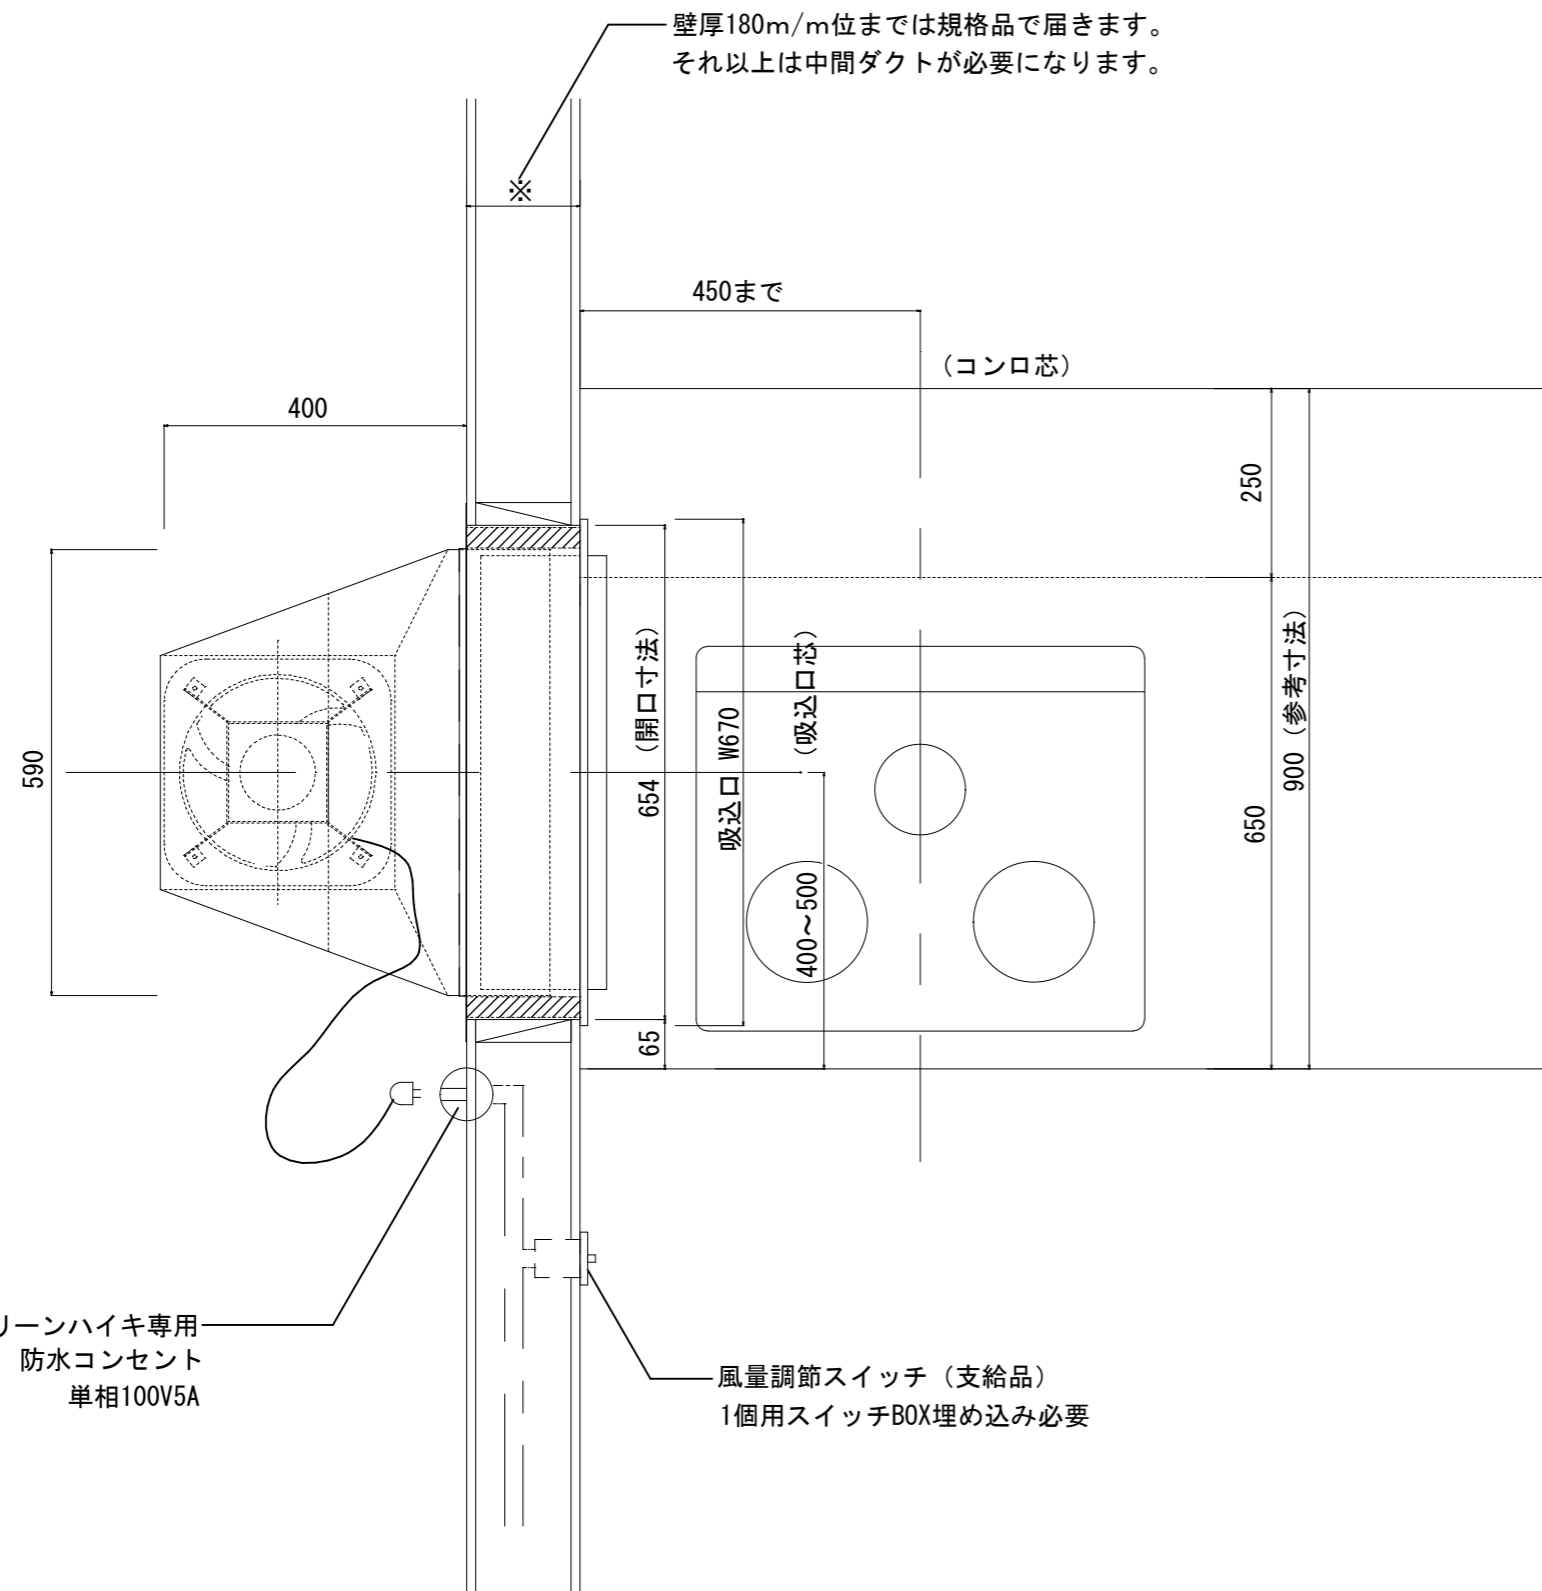 壁厚180m/m位までは規格品で届きます。
それ以上は中間ダクトが必要になります。
※
450まで
(コンロ芯)
400
250
590
654 (開口寸法)
吸込口 W670
(吸込口芯)
900 (参考寸法)
650
400～500
65
リーンハイキ専用
防水コンセント
単相100V5A
風量調節スイッチ（支給品）
1個用スイッチBOX埋め込み必要